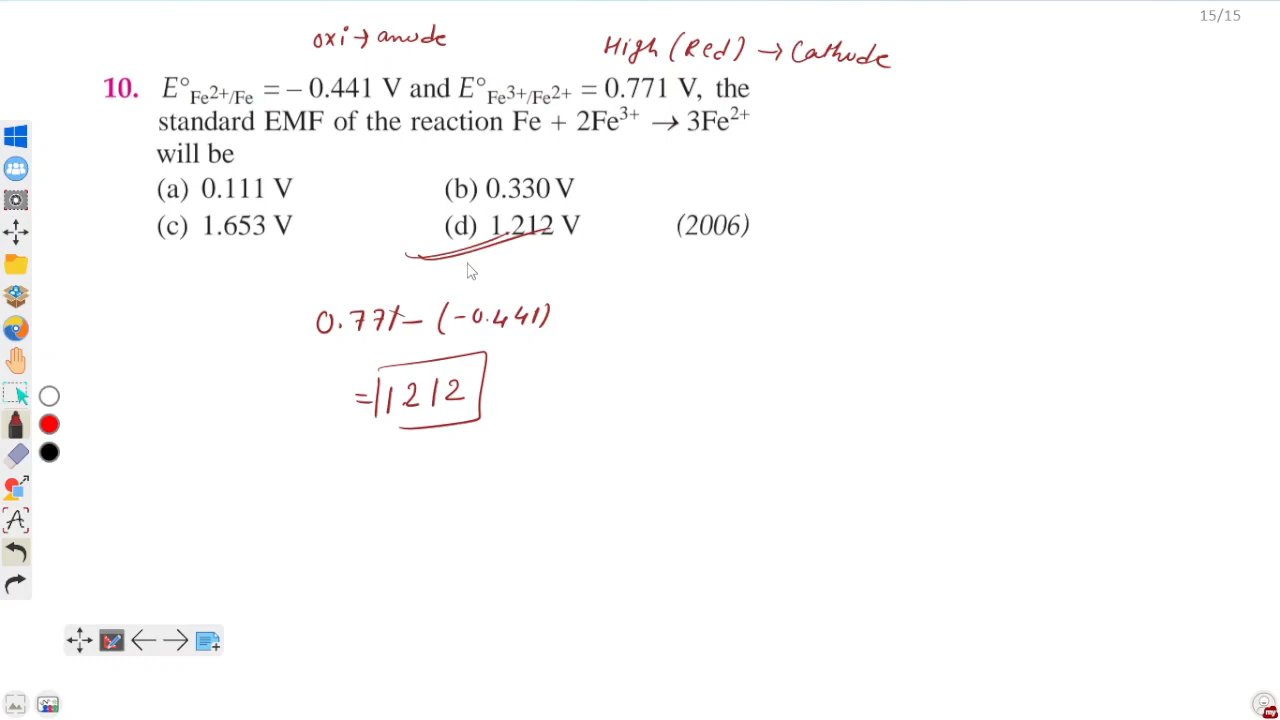 15/15
oxi → anode
High (Red) → Cathode
10. E°Fe2+/Fe = – 0.441 V and E°Fe3+/Fe2+ = 0.771 V, the
standard EMF of the reaction Fe + 2Fe3+ → 3Fe2+
will be
(a) 0.111 V (b) 0.330 V
(c) 1.653 V (d) 1.212 V (2006)
0.771 – (-0.441)
= 1.212